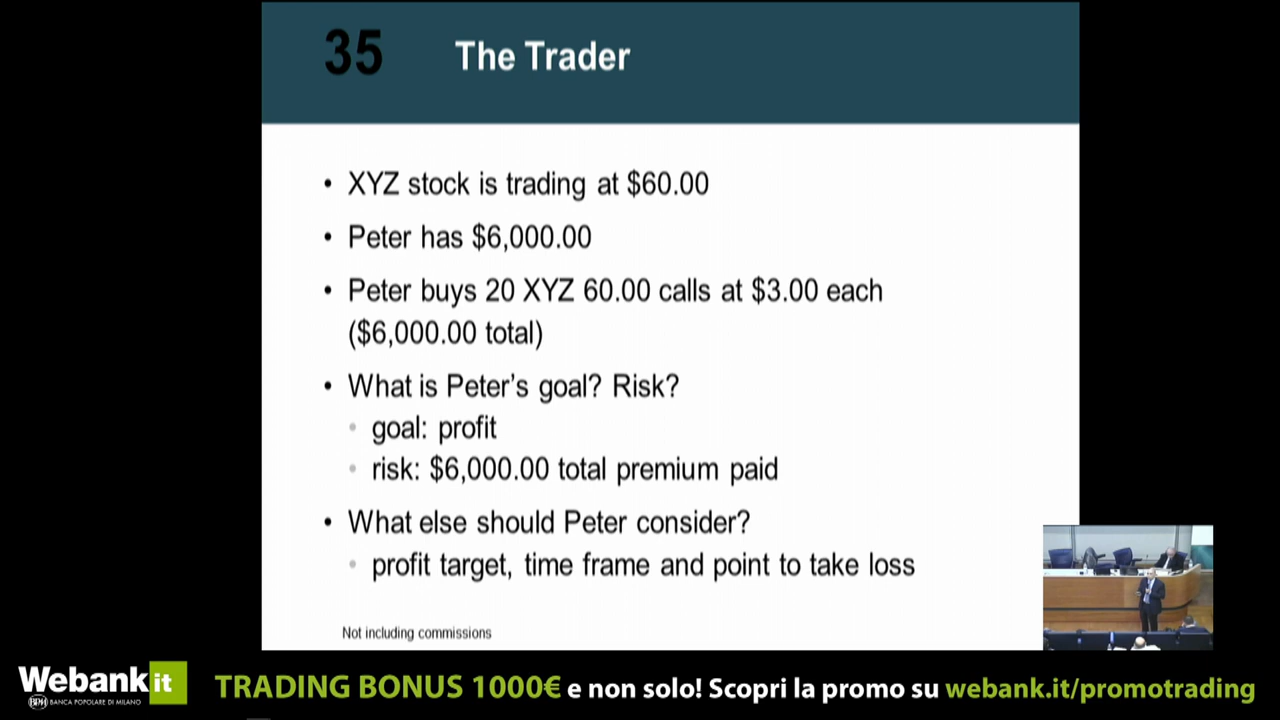 35 The Trader
• XYZ stock is trading at $60.00
• Peter has $6,000.00
• Peter buys 20 XYZ 60.00 calls at $3.00 each
($6,000.00 total)
• What is Peter's goal? Risk?
• goal: profit
• risk: $6,000.00 total premium paid
• What else should Peter consider?
• profit target, time frame and point to take loss
Not including commissions
Webank it
BPM BANCA POPOLARE DI MILANO
TRADING BONUS 1000€ e non solo! Scopri la promo su webank.it/promotrading